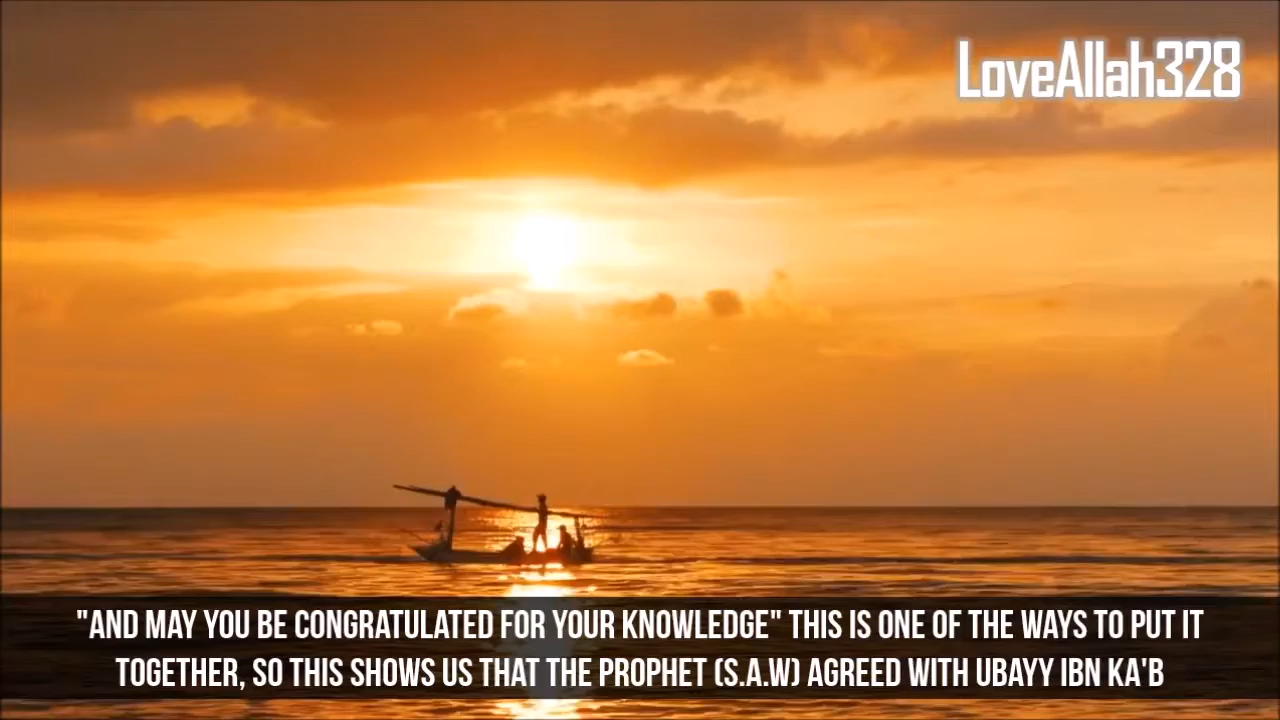 LoveAllah328
"AND MAY YOU BE CONGRATULATED FOR YOUR KNOWLEDGE" THIS IS ONE OF THE WAYS TO PUT IT
TOGETHER, SO THIS SHOWS US THAT THE PROPHET (S.A.W) AGREED WITH UBAYY IBN KA'B